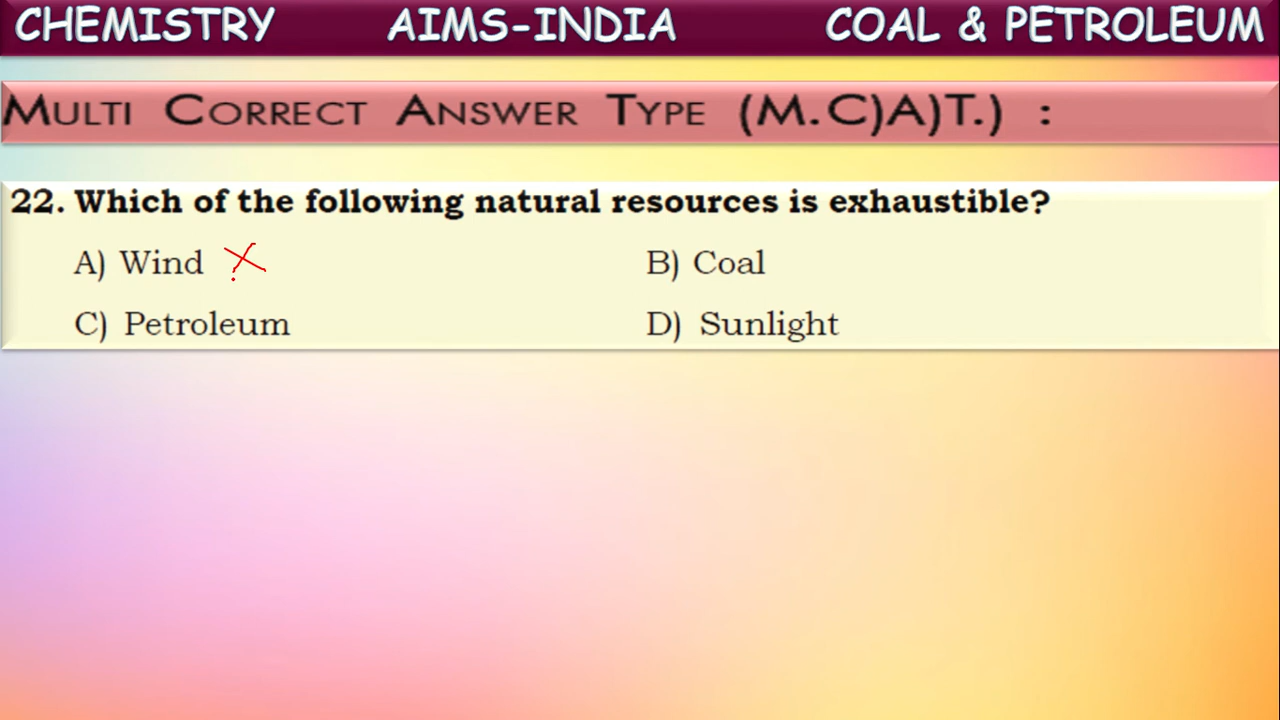 CHEMISTRY AIMS-INDIA COAL & PETROLEUM
MULTI CORRECT ANSWER TYPE (M.C)A)T.) :
22. Which of the following natural resources is exhaustible?
A) Wind B) Coal
C) Petroleum D) Sunlight